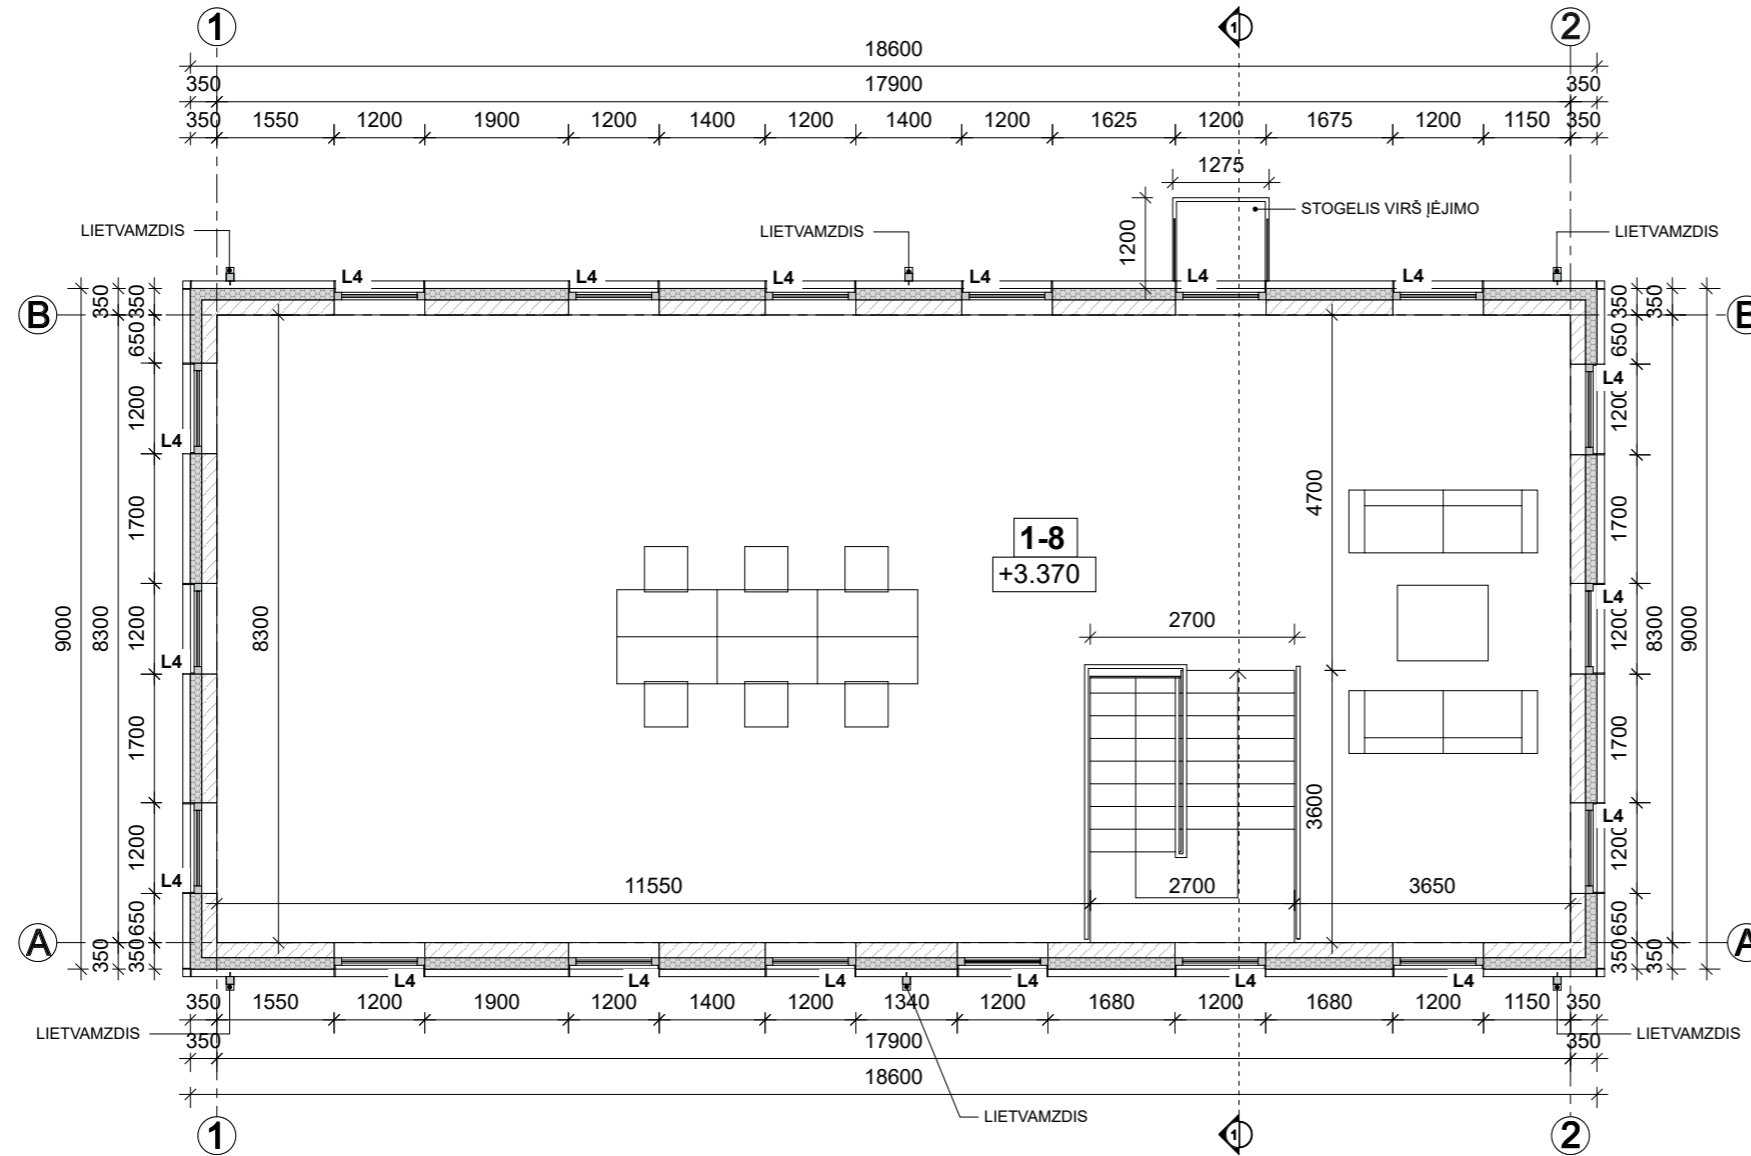 1 1 2
18600
350 17900 350
350 1550 1200 1900 1200 1400 1200 1400 1200 1625 1200 1675 1200 1150 350
1275
STOGELIS VIRŠ ĮĖJIMO
1200
LIETVAMZDIS LIETVAMZDIS LIETVAMZDIS
L4 L4 L4 L4 L4 L4
B B
350 350 350 350
650 650
1200 1200
L4 L4
1700 4700 1700
1-8
+3.370
9000 8300 1200 8300 2700 1200 8300 9000
L4 L4
1700 1700
3600
1200 1200
L4 L4
11550 2700 3650
650 650
A A
350 350 350 350
L4 L4 L4 L4 L4 L4
350 1550 1200 1900 1200 1400 1200 1340 1200 1680 1200 1680 1200 1150 350
LIETVAMZDIS LIETVAMZDIS
350 17900 350
18600
LIETVAMZDIS
1 1 2